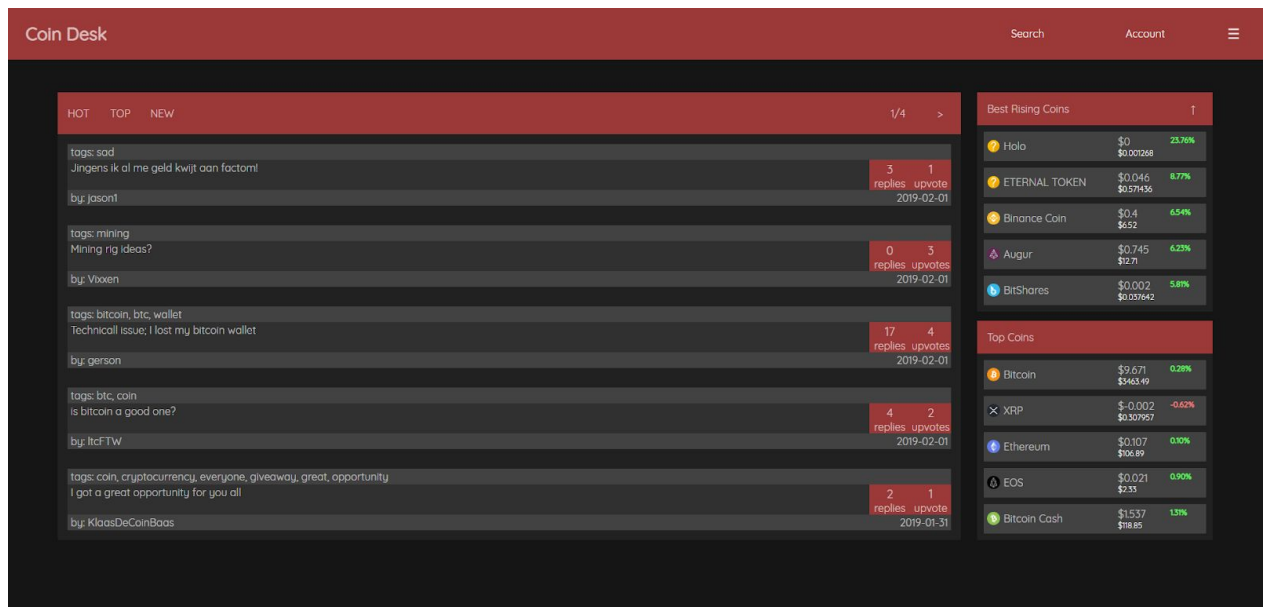 Coin Desk Search Account ☰
HOT TOP NEW 1/4 >
tags: sad
Jingens ik al me geld kwijt aan factom!
3 1
replies upvote
by: jason1 2019-02-01
tags: mining
Mining rig ideas?
0 3
replies upvotes
by: Vixxen 2019-02-01
tags: bitcoin, btc, wallet
Technicall issue; I lost my bitcoin wallet
17 4
replies upvotes
by: gerson 2019-02-01
tags: btc, coin
is bitcoin a good one?
4 2
replies upvotes
by: ltcFTW 2019-02-01
tags: coin, cryptocurrency, everyone, giveaway, great, opportunity
I got a great opportunity for you all
2 1
replies upvote
by: KlaasDeCoinBaas 2019-01-31
Best Rising Coins ↑
Holo $0 23.76%
$0.001268
ETERNAL TOKEN $0.046 8.77%
$0.571436
Binance Coin $0.4 6.54%
$6.52
Augur $0.745 6.23%
$12.71
BitShares $0.002 5.81%
$0.037642
Top Coins
Bitcoin $9.671 0.28%
$3463.49
XRP $-0.002 -0.62%
$0.307957
Ethereum $0.107 0.10%
$106.89
EOS $0.021 0.90%
$2.33
Bitcoin Cash $1.537 1.31%
$118.85